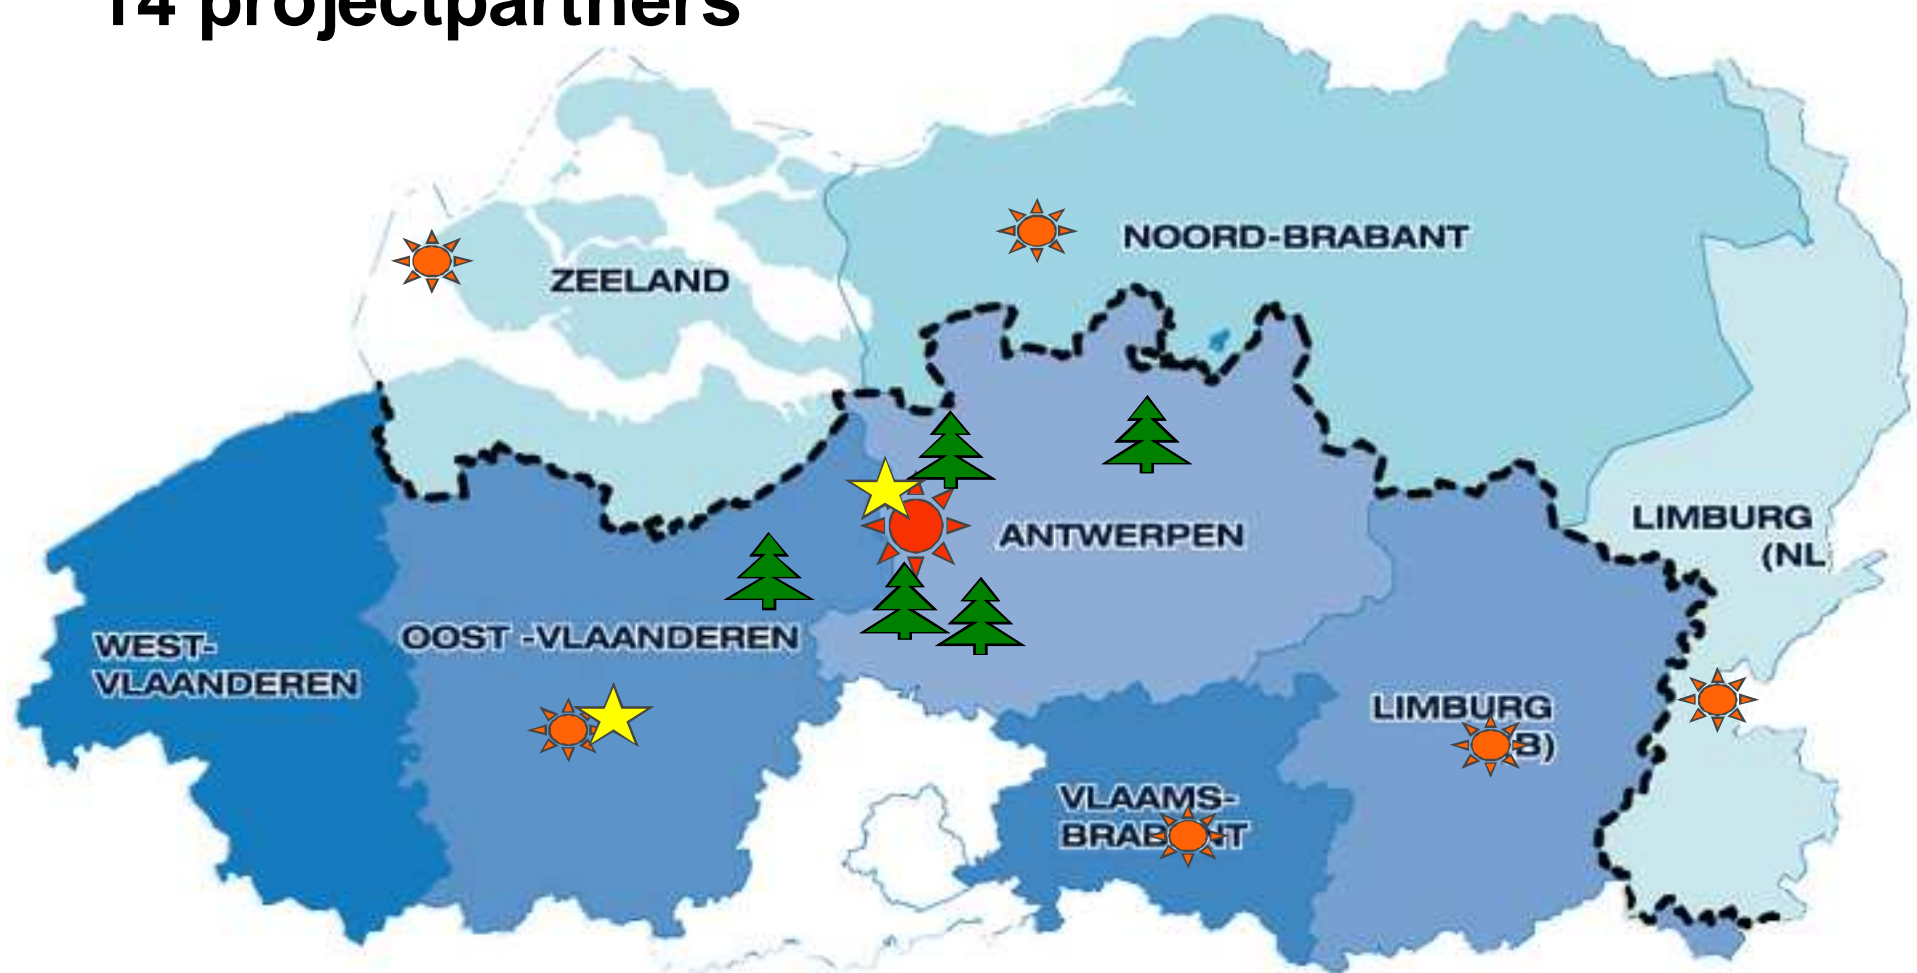 14 projectpartners
NOORD-BRABANT
ZEELAND
ANTWERPEN
LIMBURG
(NL
WEST-
VLAANDEREN
OOST -VLAANDEREN
LIMBURG
B)
VLAAMS-